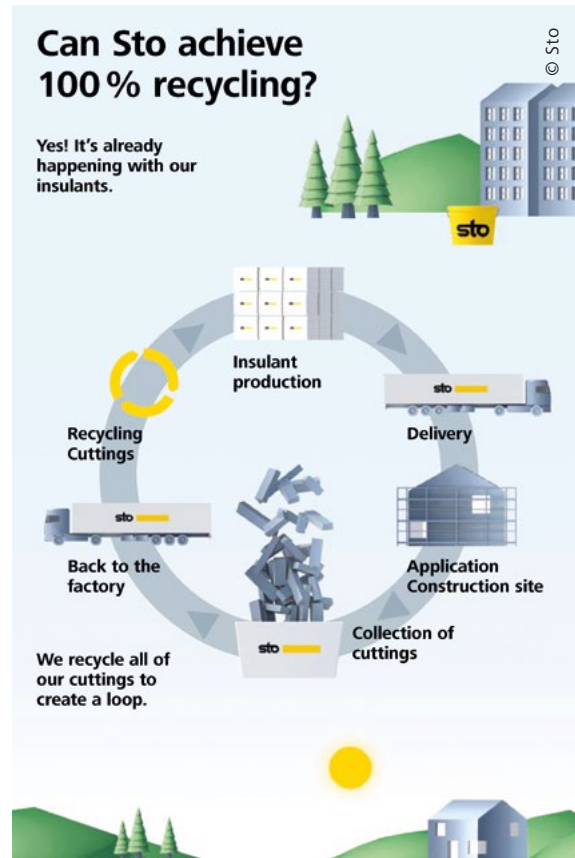 Can Sto achieve
100 % recycling?
© Sto
Yes! It's already
happening with our
insulants.
sto
Insulant
production
sto
Delivery
Recycling
Cuttings
sto
Back to the
factory
Application
Construction site
sto
Collection of
cuttings
We recycle all of
our cuttings to
create a loop.